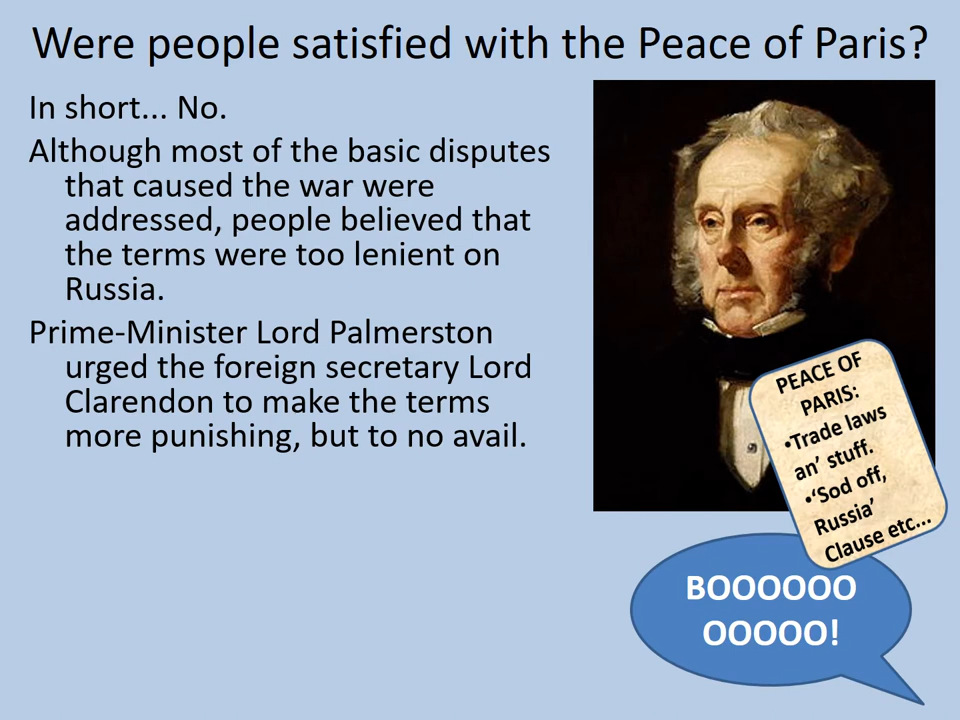 Were people satisfied with the Peace of Paris?
In short... No.
Although most of the basic disputes
that caused the war were
addressed, people believed that
the terms were too lenient on
Russia.
Prime-Minister Lord Palmerston
urged the foreign secretary Lord
Clarendon to make the terms
more punishing, but to no avail.
PEACE OF
PARIS:
•Trade laws
an’ stuff.
•‘Sod off,
Russia’
Clause etc...
BOOOOOO
OOOOO!